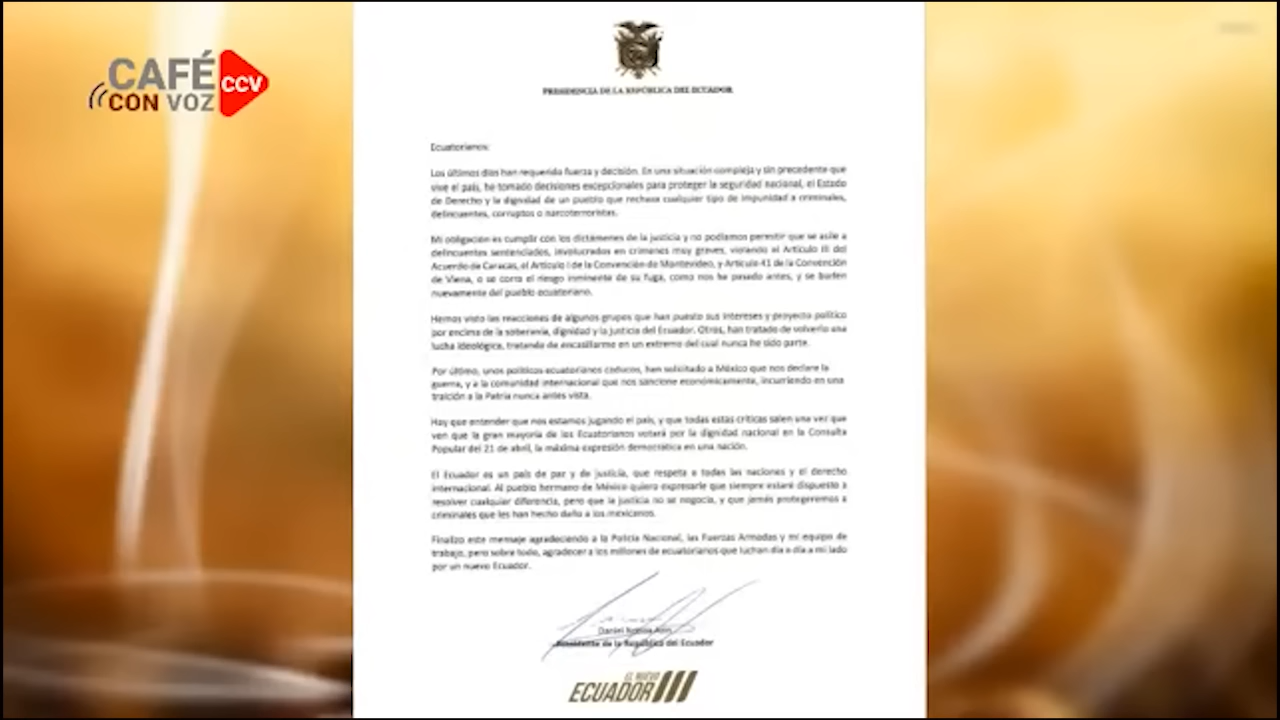 CAFÉ
CON VOZ
CCV
PRESIDENCIA DE LA REPÚBLICA DEL ECUADOR
Ecuatorianos:
Los últimos días han requerido fuerza y decisión. En una situación compleja y sin precedente que
vive el país, he tomado decisiones excepcionales para proteger la seguridad nacional, el Estado
de Derecho y la dignidad de un pueblo que rechaza cualquier tipo de impunidad a criminales,
delincuentes, corruptos o narcoterroristas.
Mi obligación es cumplir con los dictámenes de la justicia y no podíamos permitir que se asile a
delincuentes sentenciados, involucrados en crímenes muy graves, violando el Artículo III del
Acuerdo de Caracas, el Artículo I de la Convención de Montevideo, y Artículo 41 de la Convención
de Viena, o se corra el riesgo inminente de su fuga, como nos ha pasado antes, y se burlen
nuevamente del pueblo ecuatoriano.
Hemos visto las reacciones de algunos grupos que han puesto sus intereses y proyecto político
por encima de la soberanía, dignidad y la justicia del Ecuador. Otros, han tratado de volverlo una
lucha ideológica, tratando de encasillarme en un extremo del cual nunca he sido parte.
Por último, unos políticos ecuatorianos caducos, han solicitado a México que nos declare la
guerra, y a la comunidad internacional que nos sancione económicamente, incurriendo en una
traición a la Patria nunca antes vista.
Hay que entender que nos estamos jugando el país, y que todas estas críticas salen una vez que
ven que la gran mayoría de los Ecuatorianos votará por la dignidad nacional en la Consulta
Popular del 21 de abril, la máxima expresión democrática en una nación.
El Ecuador es un país de paz y de justicia, que respeta a todas las naciones y el derecho
internacional. Al pueblo hermano de México quiero expresarle que siempre estaré dispuesto a
resolver cualquier diferencia, pero que la justicia no se negocia, y que jamás protegeremos a
criminales que les han hecho daño a los mexicanos.
Finalizo este mensaje agradeciendo a la Policía Nacional, las Fuerzas Armadas y mi equipo de
trabajo, pero sobre todo, agradecer a los millones de ecuatorianos que luchan día a día a mi lado
por un nuevo Ecuador.
Daniel Noboa Azin
Presidente de la República del Ecuador
EL NUEVO
ECUADOR